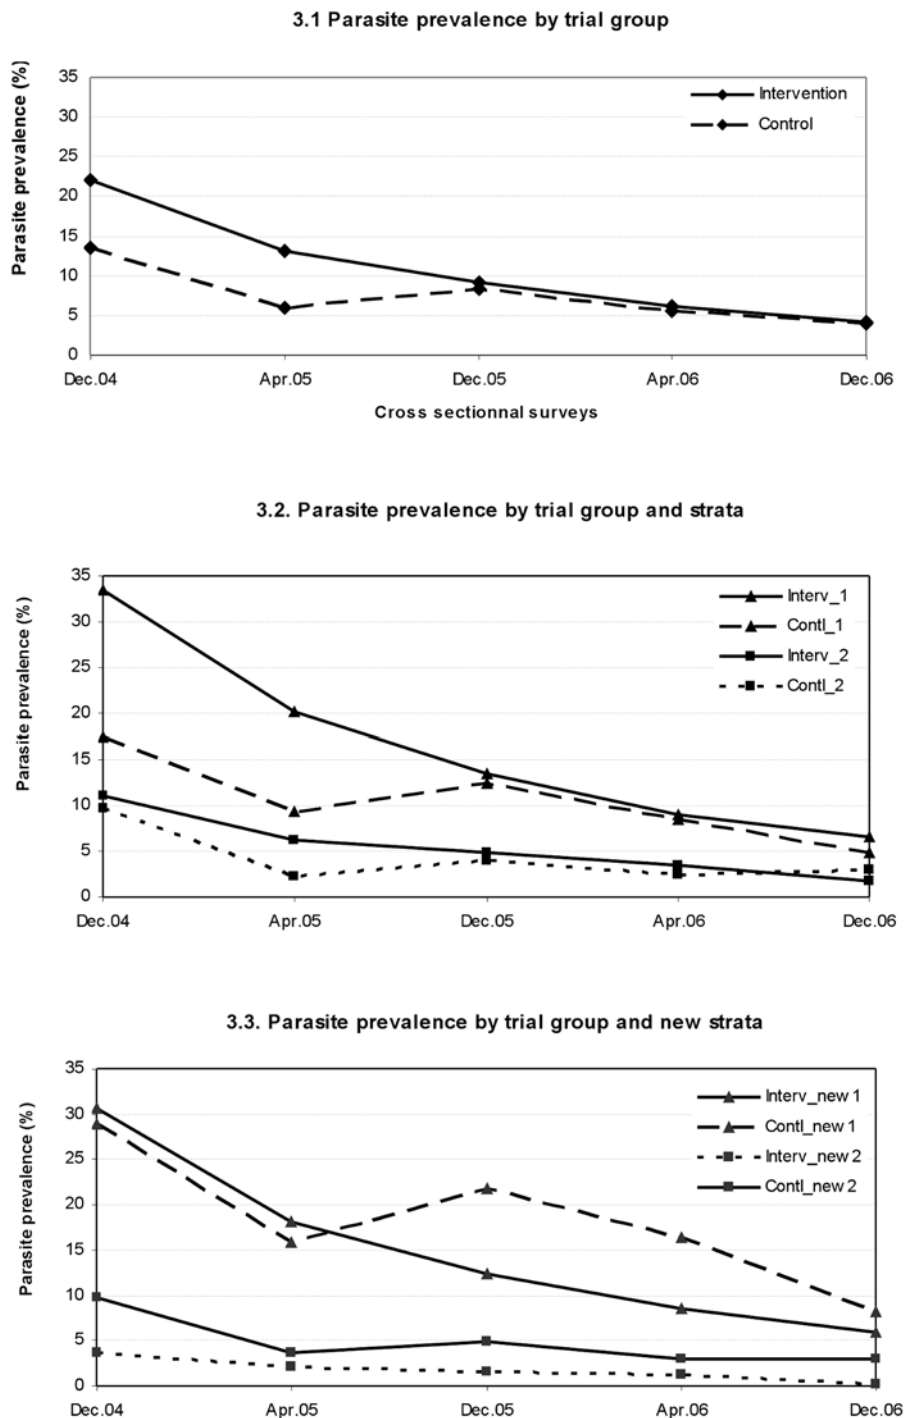 3.1 Parasite prevalence by trial group
Parasite prevalence (%)
35
30
25
20
15
10
5
0
Intervention
Control
Dec.04 Apr.05 Dec.05 Apr.06 Dec.06
Cross sectionnal surveys
3.2. Parasite prevalence by trial group and strata
Parasite prevalence (%)
35
30
25
20
15
10
5
0
Interv_1
Contl_1
Interv_2
Contl_2
Dec.04 Apr.05 Dec.05 Apr.06 Dec.06
3.3. Parasite prevalence by trial group and new strata
Parasite prevalence (%)
35
30
25
20
15
10
5
0
Interv_new 1
Contl_new 1
Interv_new 2
Contl_new 2
Dec.04 Apr.05 Dec.05 Apr.06 Dec.06